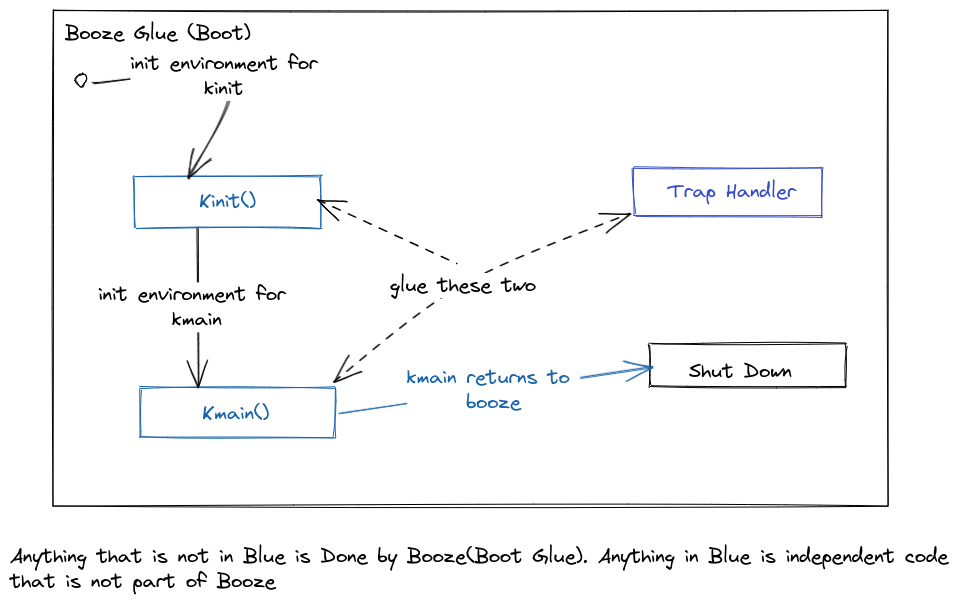 Booze Glue (Boot)
init environment for
kinit
Kinit()
Trap Handler
glue these two
init environment for
kmain
Shut Down
kmain returns to
booze
Kmain()
Anything that is not in Blue is Done by Booze(Boot Glue). Anything in Blue is independent code
that is not part of Booze